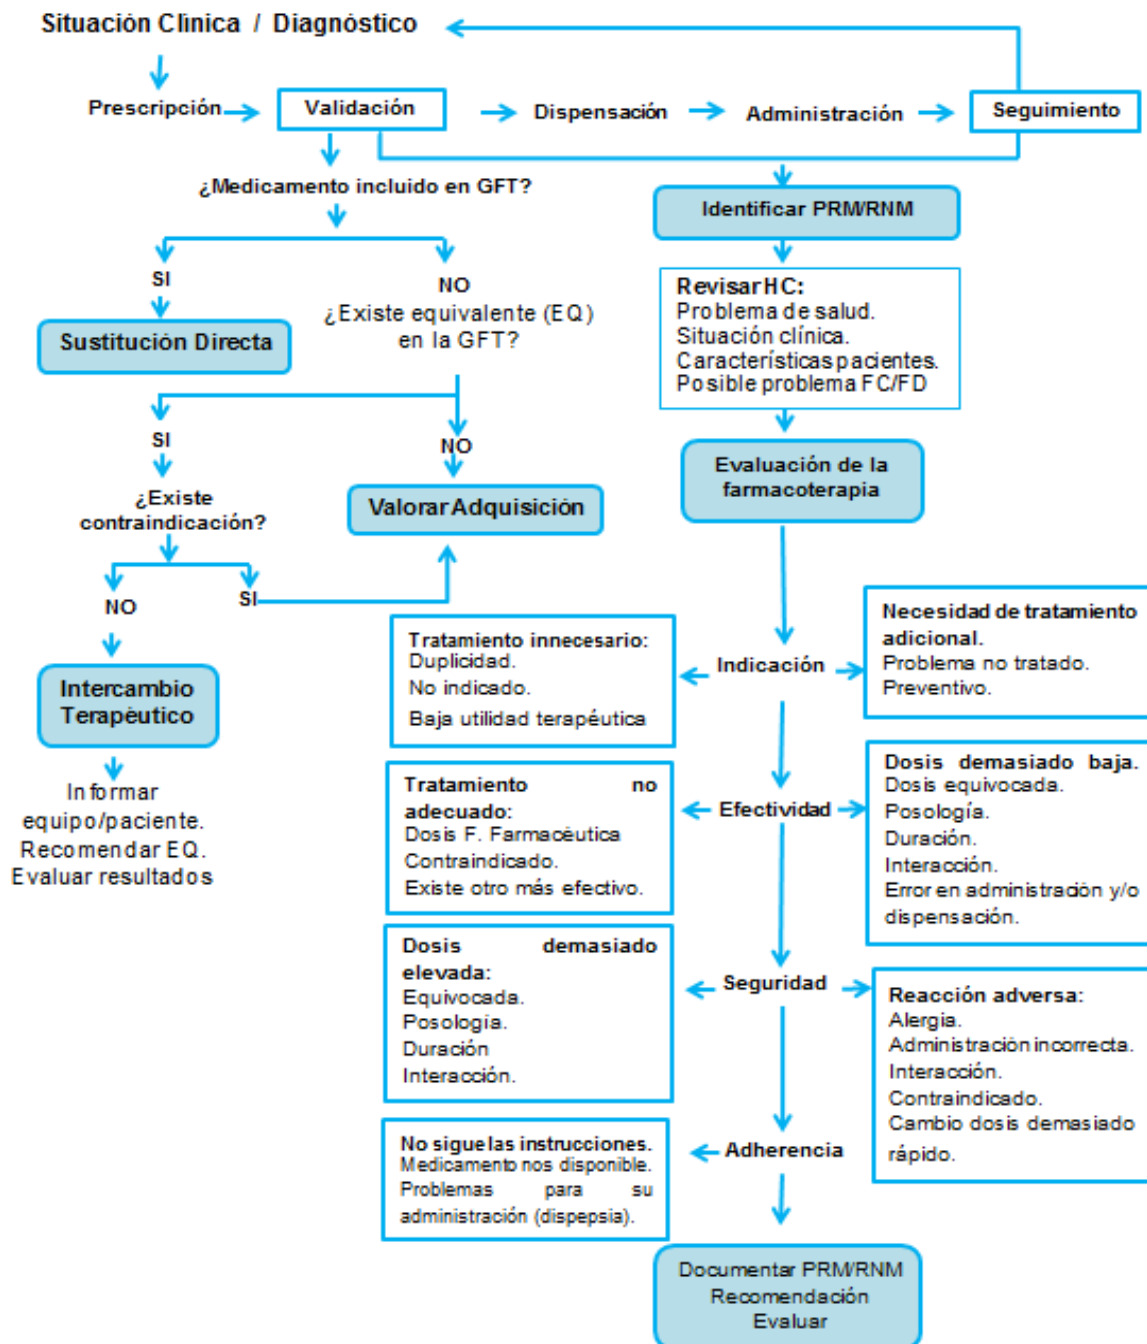 Situación Clínica / Diagnóstico
Prescripción
Validación
Dispensación
Administración
Seguimiento
¿Medicamento incluido en GFT?
SI
Sustitución Directa
NO
¿Existe equivalente (EQ)
en la GFT?
SI
NO
¿Existe
contraindicación?
Valorar Adquisición
NO
SI
Intercambio
Terapéutico
Informar
equipo/paciente.
Recomendar EQ.
Evaluar resultados
Identificar PRM/RNM
Revisar HC:
Problema de salud.
Situación clínica.
Características pacientes.
Posible problema FC/FD
Evaluación de la
farmacoterapia
Tratamiento innecesario:
Duplicidad.
No indicado.
Baja utilidad terapéutica
Indicación
Necesidad de tratamiento
adicional.
Problema no tratado.
Preventivo.
Tratamiento no
adecuado:
Dosis F. Farmacéutica
Contraindicado.
Existe otro más efectivo.
Efectividad
Dosis demasiado baja.
Dosis equivocada.
Posología.
Duración.
Interacción.
Error en administración y/o
dispensación.
Dosis demasiado
elevada:
Equivocada.
Posología.
Duración
Interacción.
Seguridad
Reacción adversa:
Alergia.
Administración incorrecta.
Interacción.
Contraindicado.
Cambio dosis demasiado
rápido.
No sigue las instrucciones.
Medicamento nos disponible.
Problemas para su
administración (dispepsia).
Adherencia
Documentar PRM/RNM
Recomendación
Evaluar